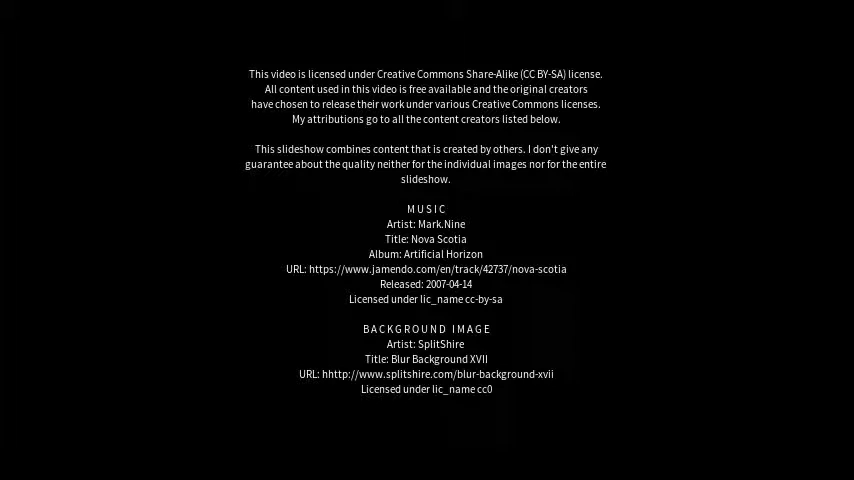 This video is licensed under Creative Commons Share-Alike (CC BY-SA) license.
All content used in this video is free available and the original creators
have chosen to release their work under various Creative Commons licenses.
My attributions go to all the content creators listed below.
This slideshow combines content that is created by others. I don't give any
guarantee about the quality neither for the individual images nor for the entire
slideshow.
MUSIC
Artist: Mark.Nine
Title: Nova Scotia
Album: Artificial Horizon
URL: https://www.jamendo.com/en/track/42737/nova-scotia
Released: 2007-04-14
Licensed under lic_name cc-by-sa
BACKGROUND IMAGE
Artist: SplitShire
Title: Blur Background XVII
URL: hhttp://www.splitshire.com/blur-background-xvii
Licensed under lic_name cc0